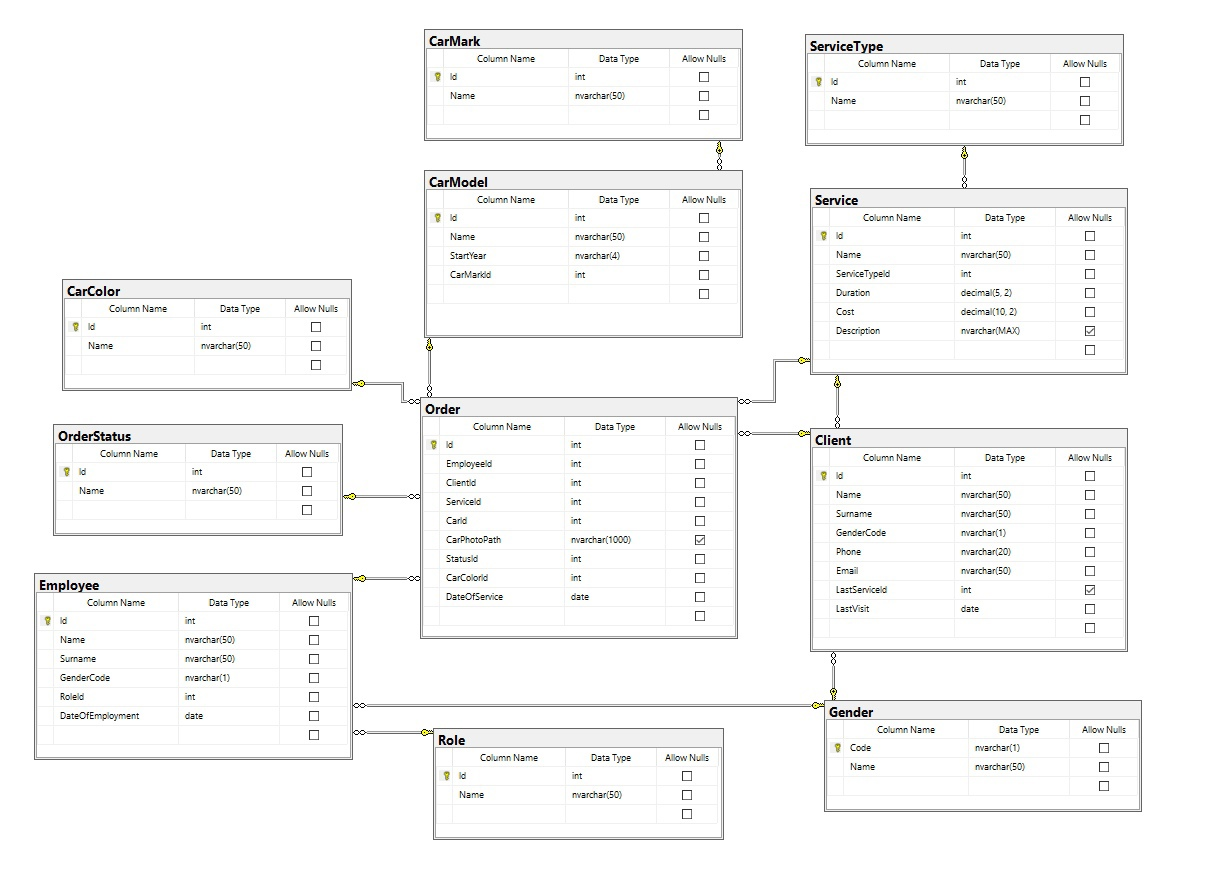 CarMark
Column Name Data Type Allow Nulls
Id int
Name nvarchar(50)
ServiceType
Column Name Data Type Allow Nulls
Id int
Name nvarchar(50)
CarModel
Column Name Data Type Allow Nulls
Id int
Name nvarchar(50)
StartYear nvarchar(4)
CarMarkId int
Service
Column Name Data Type Allow Nulls
Id int
Name nvarchar(50)
ServiceTypeId int
Duration decimal(5, 2)
Cost decimal(10, 2)
Description nvarchar(MAX)
CarColor
Column Name Data Type Allow Nulls
Id int
Name nvarchar(50)
Order
Column Name Data Type Allow Nulls
Id int
EmployeeId int
ClientId int
ServiceId int
CarId int
CarPhotoPath nvarchar(1000)
StatusId int
CarColorId int
DateOfService date
OrderStatus
Column Name Data Type Allow Nulls
Id int
Name nvarchar(50)
Client
Column Name Data Type Allow Nulls
Id int
Name nvarchar(50)
Surname nvarchar(50)
GenderCode nvarchar(1)
Phone nvarchar(20)
Email nvarchar(50)
LastServiceId int
LastVisit date
Employee
Column Name Data Type Allow Nulls
Id int
Name nvarchar(50)
Surname nvarchar(50)
GenderCode nvarchar(1)
RoleId int
DateOfEmployment date
Gender
Column Name Data Type Allow Nulls
Code nvarchar(1)
Name nvarchar(50)
Role
Column Name Data Type Allow Nulls
Id int
Name nvarchar(50)